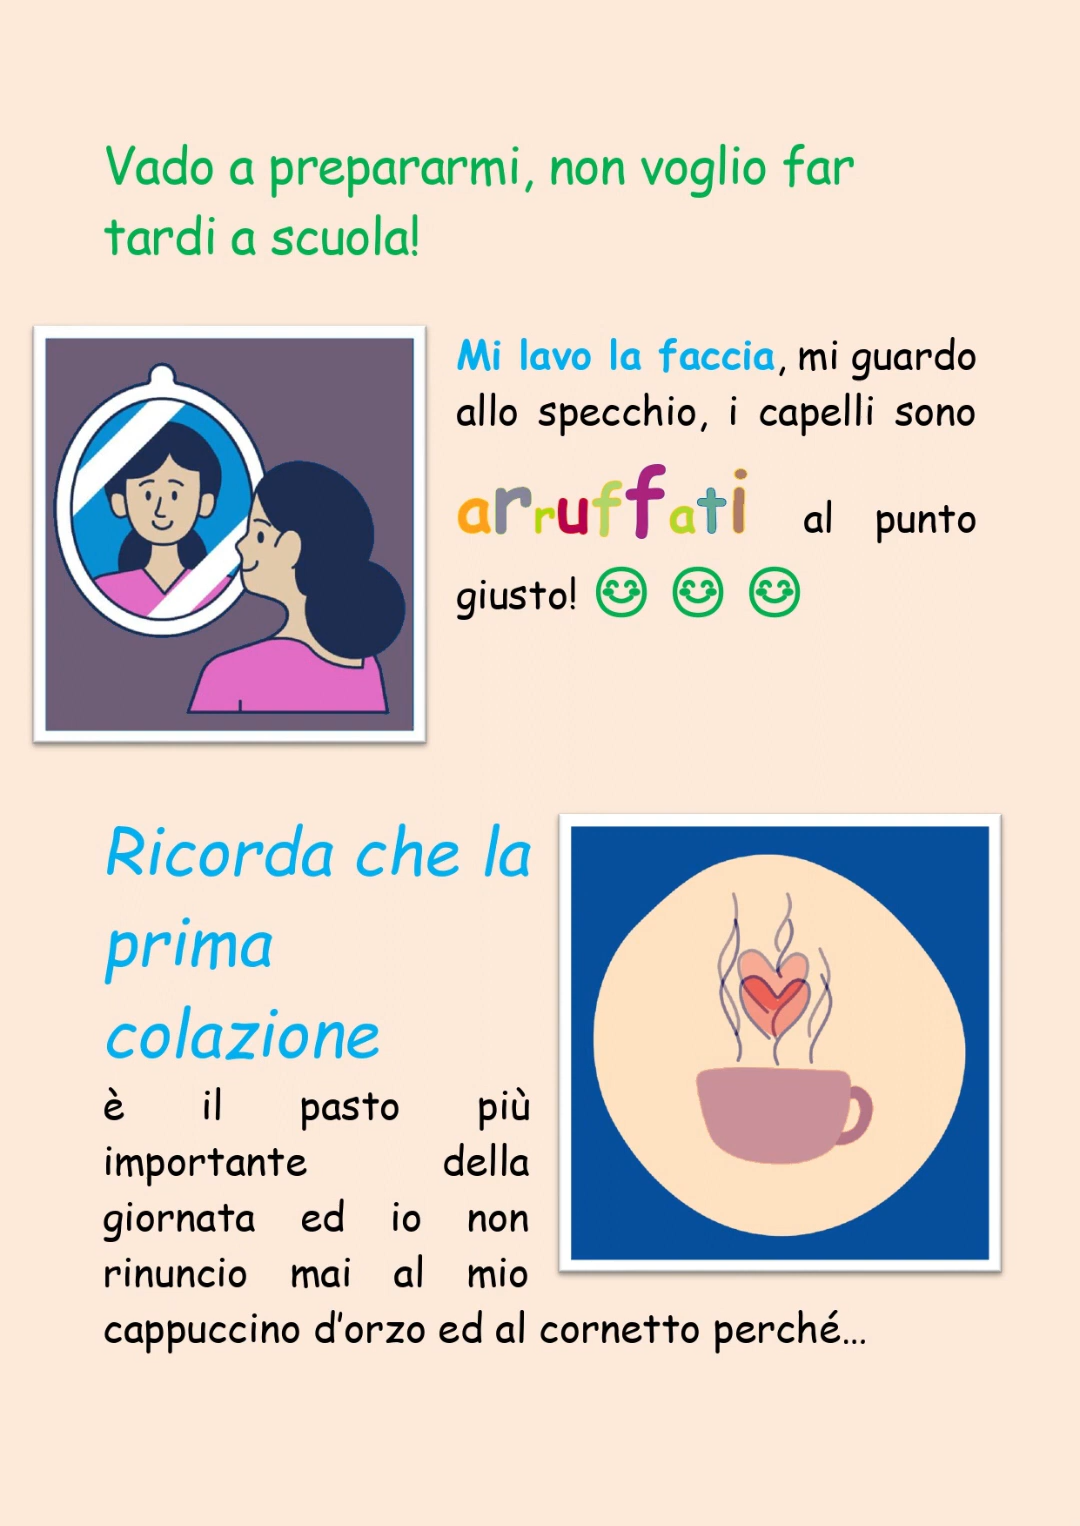 Vado a prepararmi, non voglio far
tardi a scuola!
Mi lavo la faccia, mi guardo
allo specchio, i capelli sono
arruffati al punto
giusto!
Ricorda che la
prima
colazione
è il pasto più
importante della
giornata ed io non
rinuncio mai al mio
cappuccino d’orzo ed al cornetto perché…